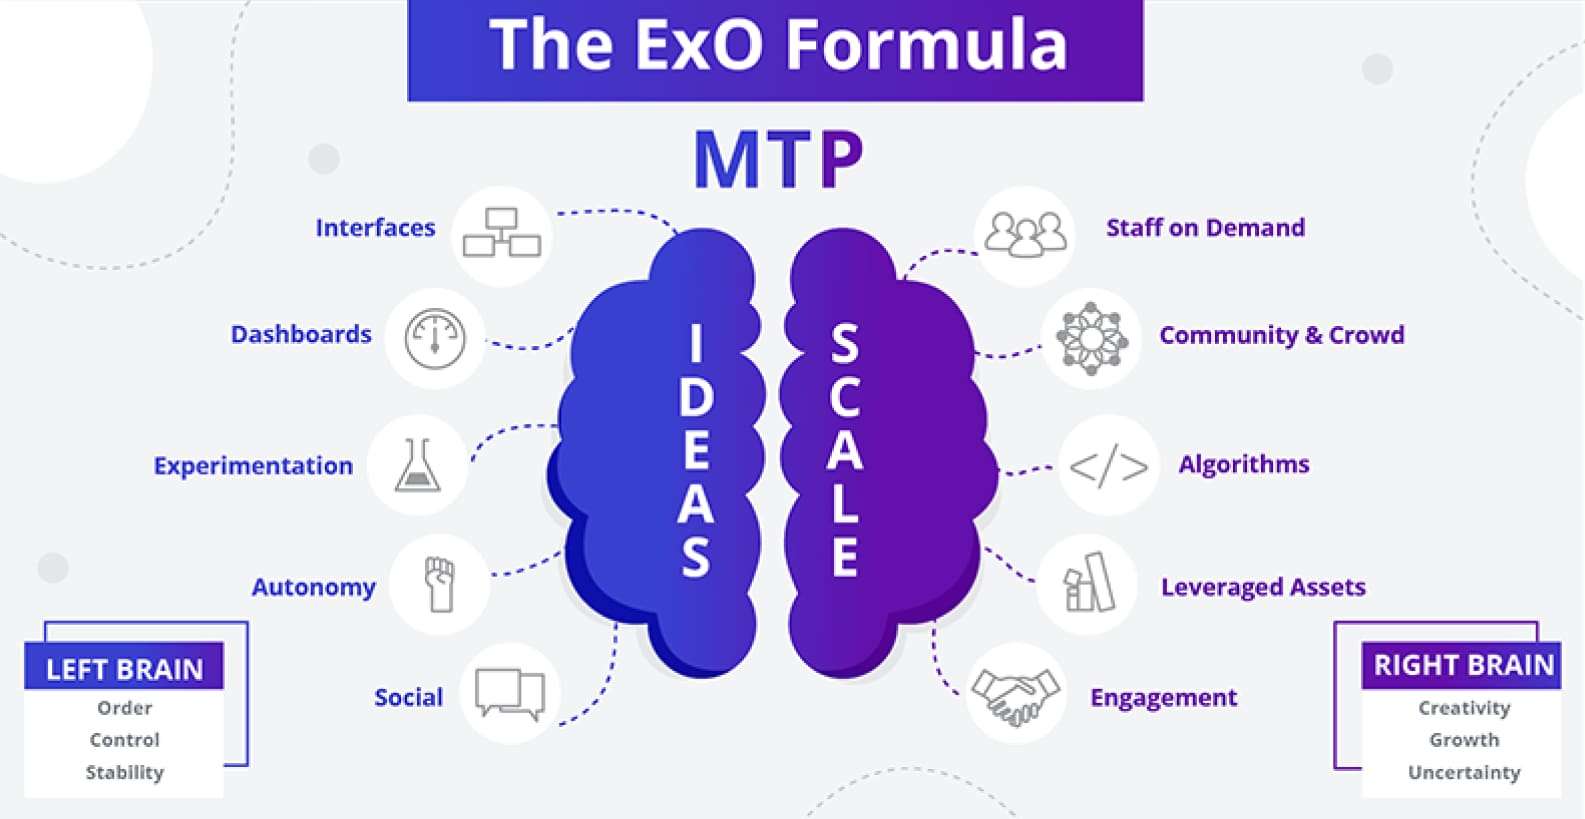 The ExO Formula
MTP
Interfaces
Dashboards
Experimentation
Autonomy
Social
IDEAS
SCALE
Staff on Demand
Community & Crowd
</>
Algorithms
Leveraged Assets
Engagement
LEFT BRAIN
Order
Control
Stability
RIGHT BRAIN
Creativity
Growth
Uncertainty